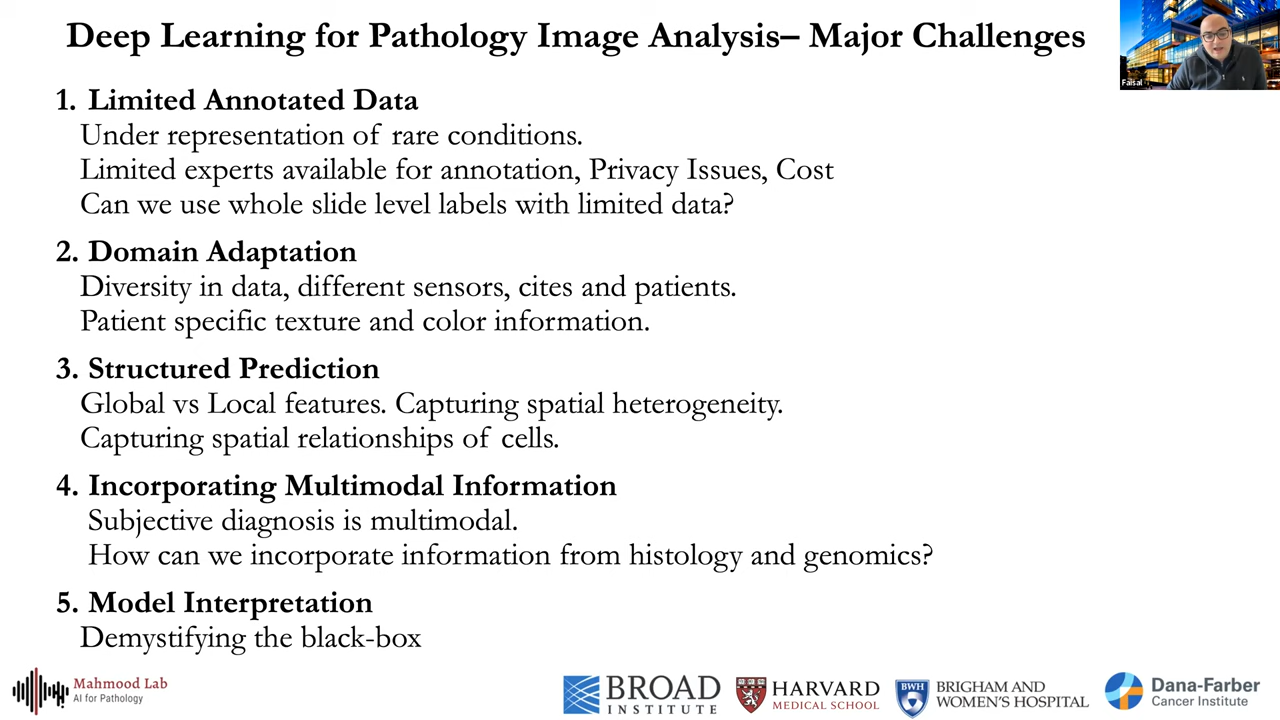 Deep Learning for Pathology Image Analysis– Major Challenges
Faisal
1. Limited Annotated Data
Under representation of rare conditions.
Limited experts available for annotation, Privacy Issues, Cost
Can we use whole slide level labels with limited data?
2. Domain Adaptation
Diversity in data, different sensors, cites and patients.
Patient specific texture and color information.
3. Structured Prediction
Global vs Local features. Capturing spatial heterogeneity.
Capturing spatial relationships of cells.
4. Incorporating Multimodal Information
Subjective diagnosis is multimodal.
How can we incorporate information from histology and genomics?
5. Model Interpretation
Demystifying the black-box
Mahmood Lab
AI for Pathology
BROAD
INSTITUTE
HARVARD
MEDICAL SCHOOL
BWH
BRIGHAM AND
WOMEN'S HOSPITAL
Dana-Farber
Cancer Institute